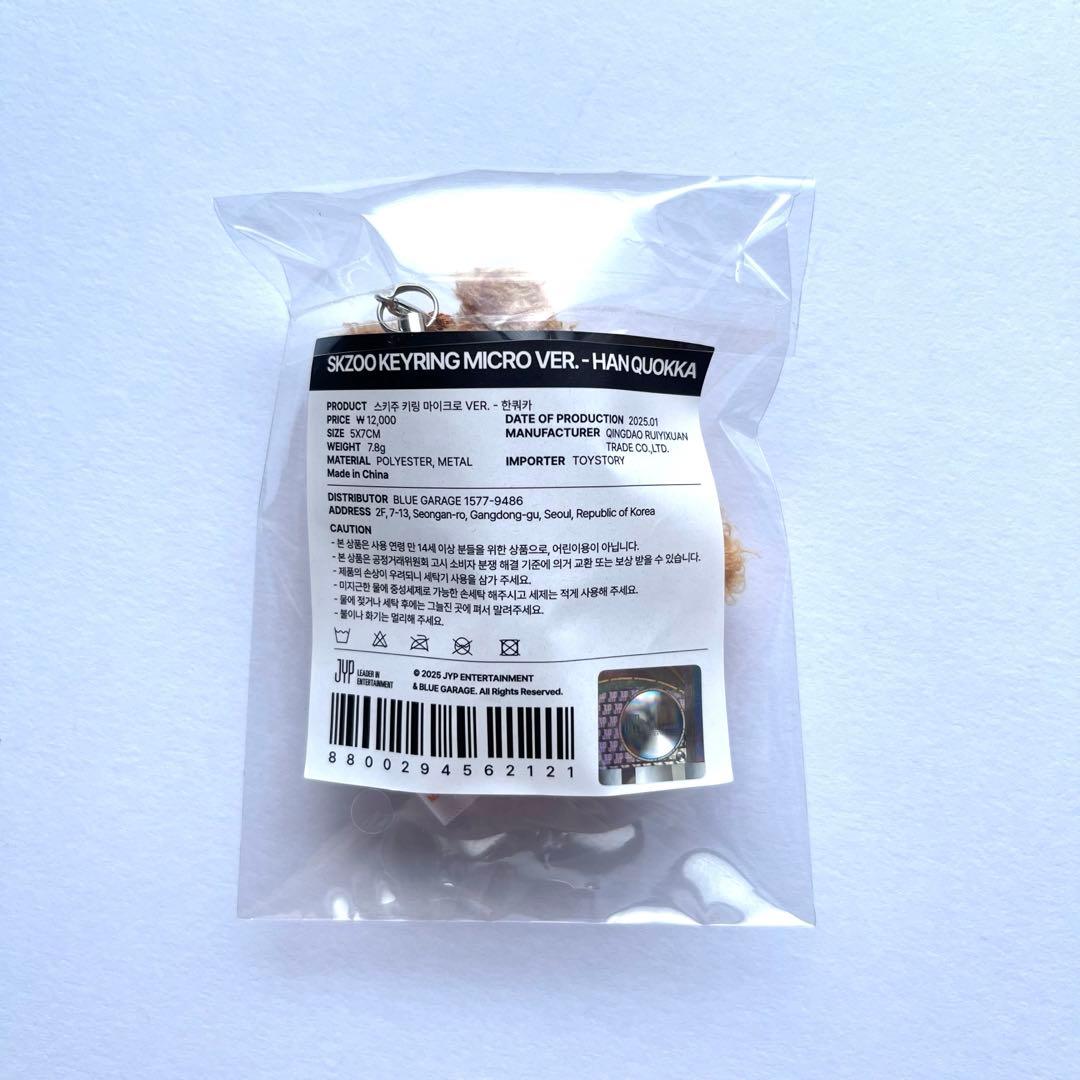 SKZOO KEYRING MICRO VER. - HAN QUOKKA
PRODUCT 스키주 키링 마이크로 VER. - 한쿼카
PRICE ₩12,000
SIZE 5X7CM
WEIGHT 7.8g
MATERIAL POLYESTER, METAL
Made in China
DATE OF PRODUCTION 2025.01
MANUFACTURER QINGDAO RUIYIXUAN
TRADE CO.,LTD.
IMPORTER TOYSTORY
DISTRIBUTOR BLUE GARAGE 1577-9486
ADDRESS 2F, 7-13, Seongan-ro, Gangdong-gu, Seoul, Republic of Korea
CAUTION
- 본 상품은 사용 연령 만 14세 이상 분들을 위한 상품으로, 어린이용이 아닙니다.
- 본 상품은 공정거래위원회 고시 소비자 분쟁 해결 기준에 의거 교환 또는 보상 받을 수 있습니다.
- 제품의 손상이 우려되니 세탁기 사용을 삼가 주세요.
- 미지근한 물에 중성세제로 가능한 손세탁 해주시고 세제는 적게 사용해 주세요.
- 물에 젖거나 세탁 후에는 그늘진 곳에 펴서 말려주세요.
- 불이나 화기는 멀리해 주세요.
JYP LEADER IN
ENTERTAINMENT
© 2025 JYP ENTERTAINMENT
& BLUE GARAGE. All Rights Reserved.
8800294562121